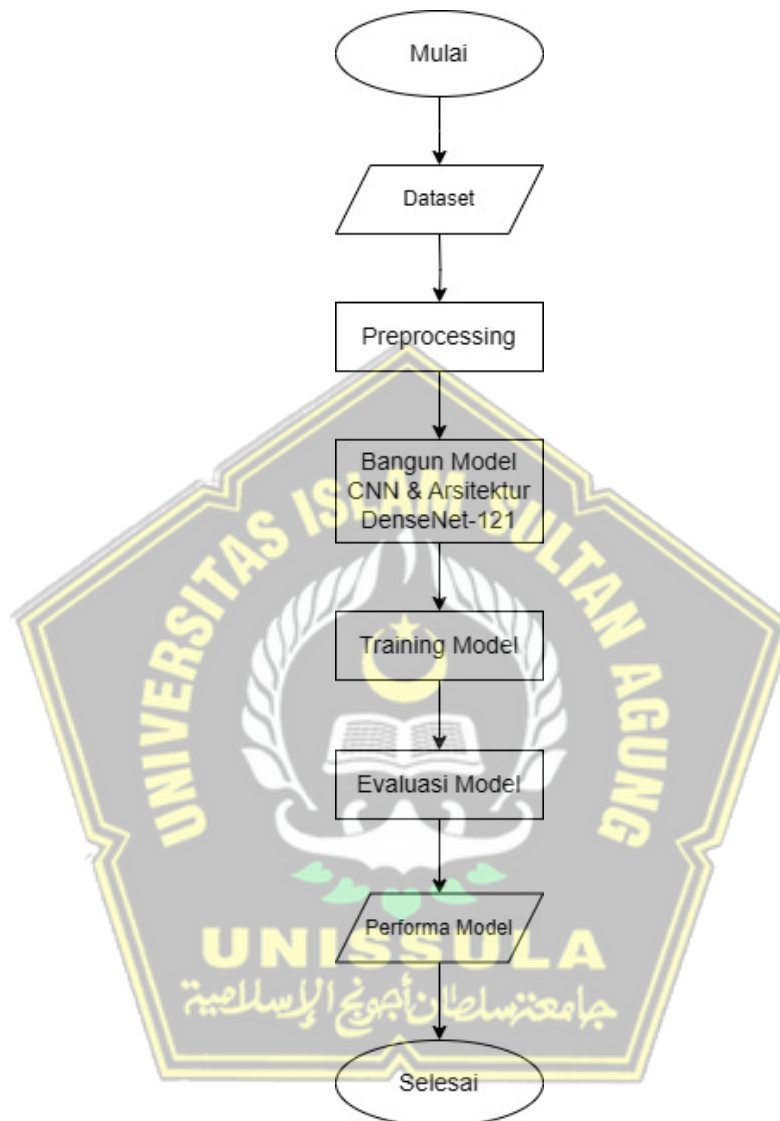 Mulai
Dataset
Preprocessing
Bangun Model
CNN & Arsitektur
DenseNet-121
Training Model
Evaluasi Model
Performa Model
Selesai
UNIVERSITAS ISLAM SULTAN AGUNG
UNISSULA
جامعة سلطان أجونج الإسلامية